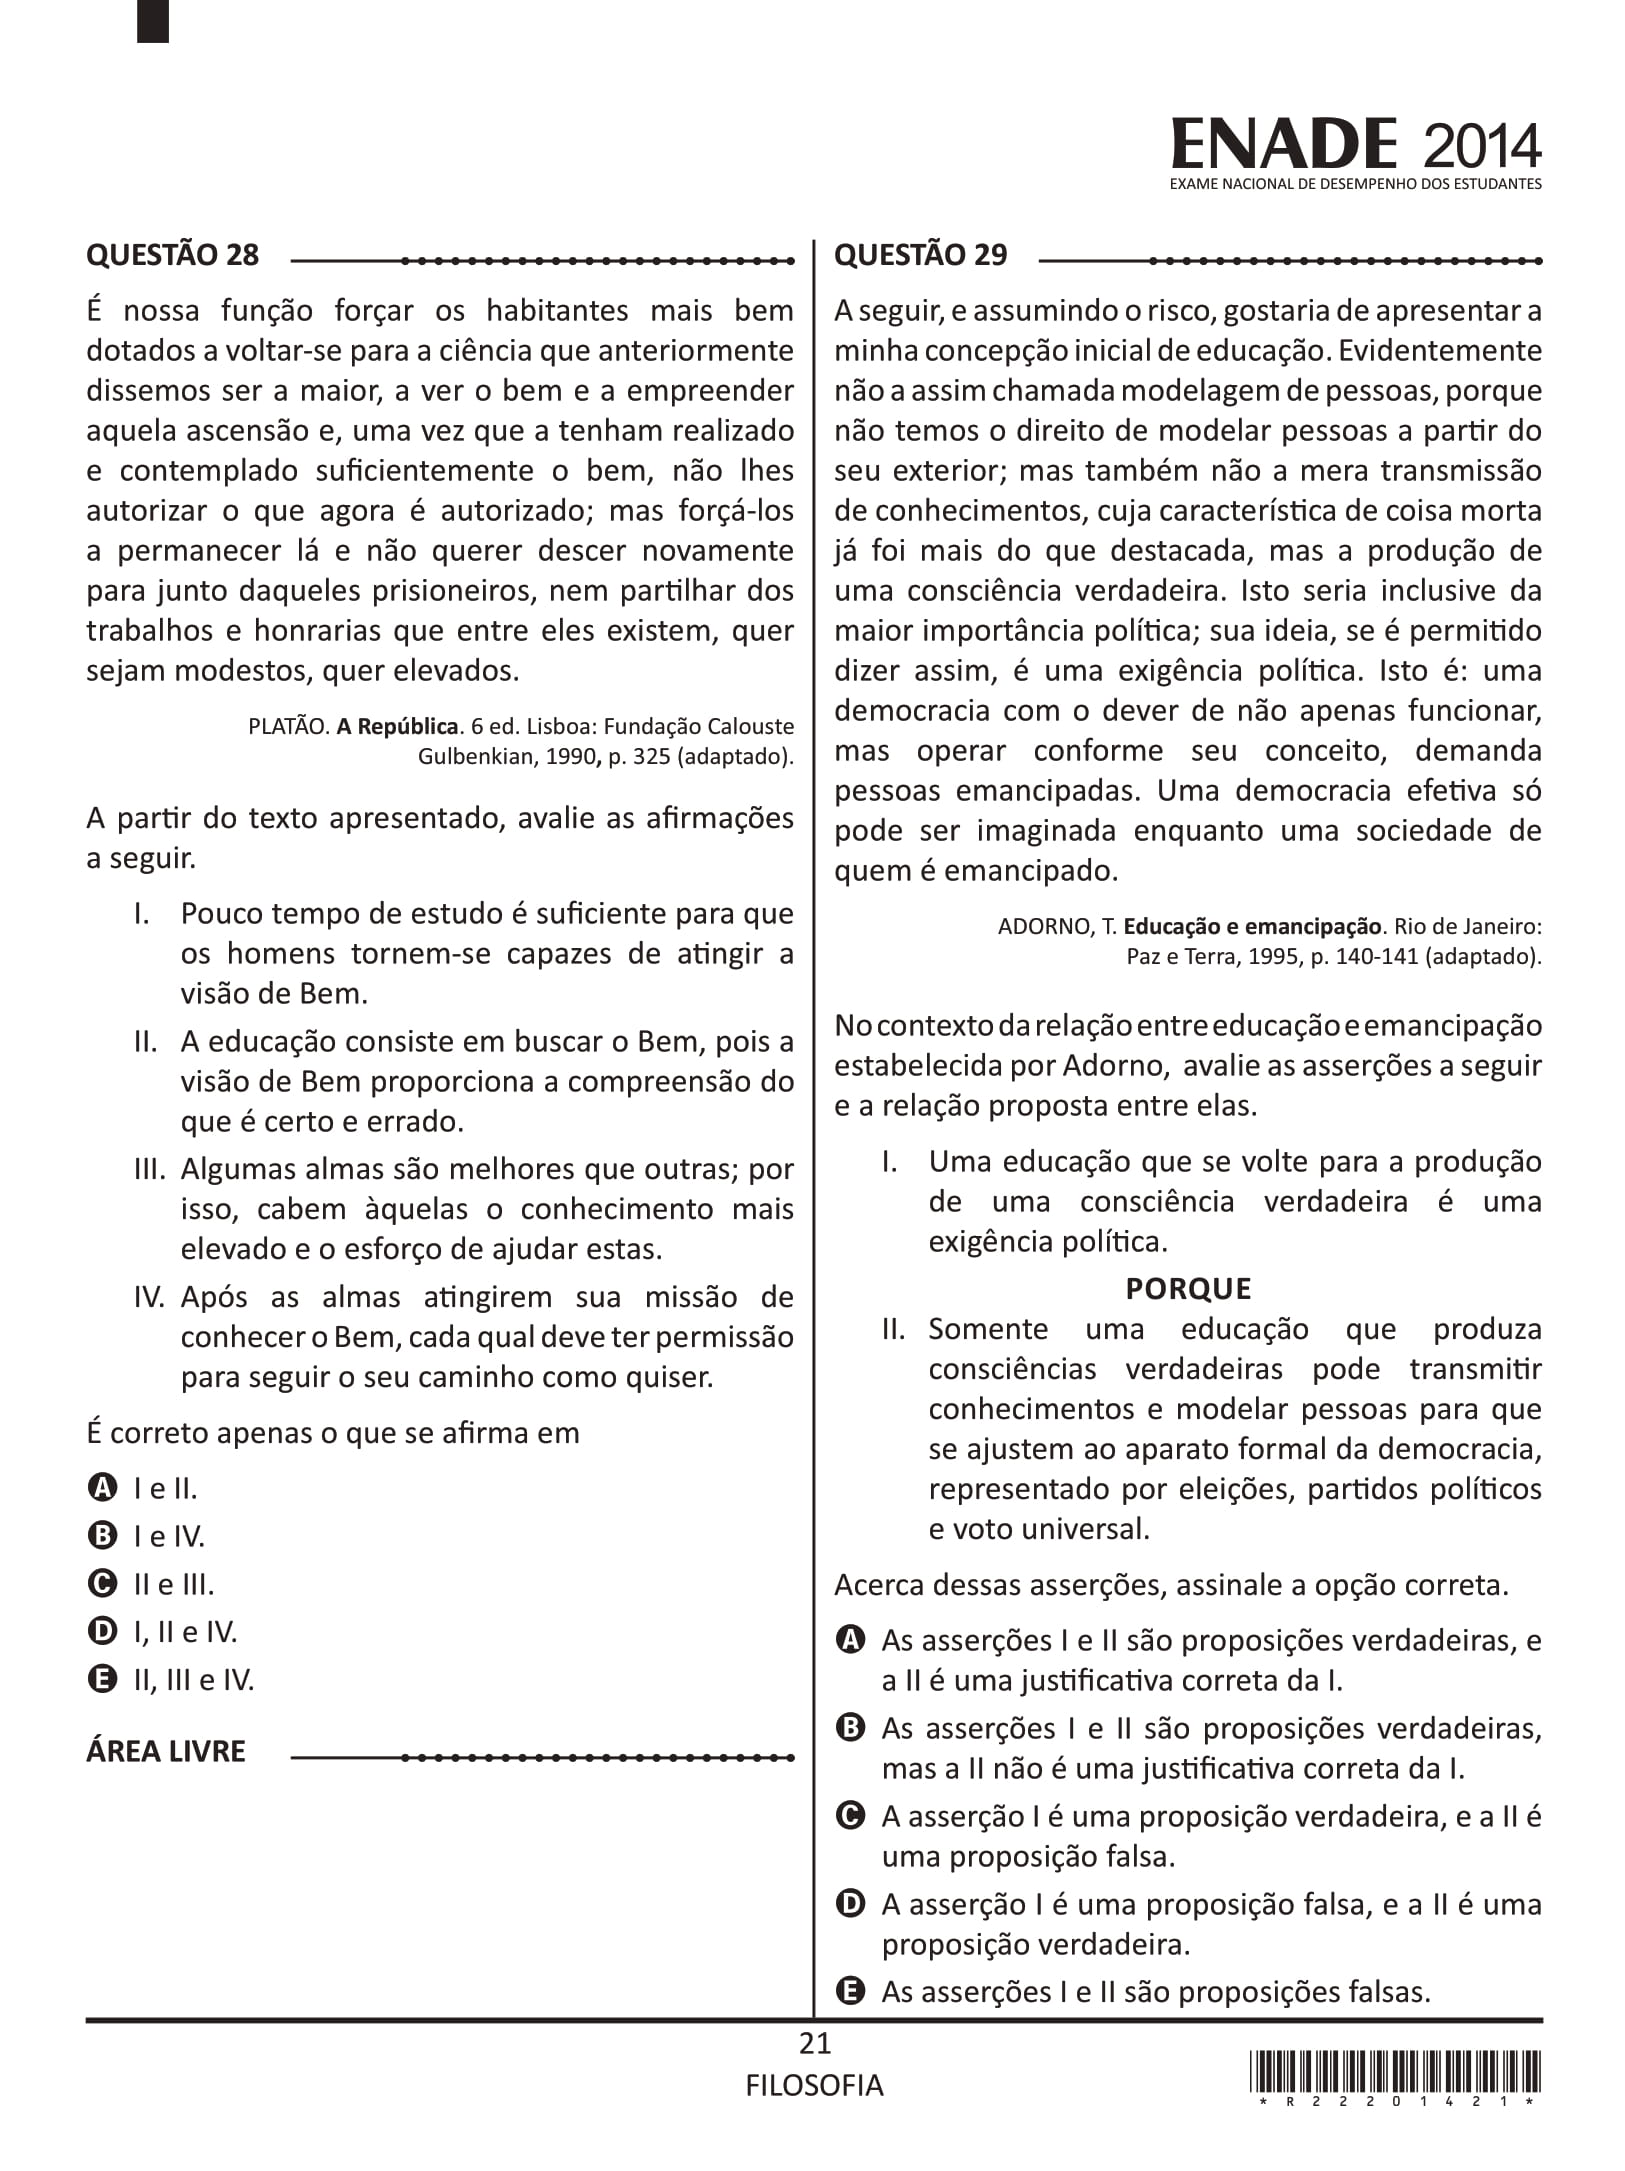 ENADE 2014
EXAME NACIONAL DE DESEMPENHO DOS ESTUDANTES
QUESTÃO 28
É nossa função forçar os habitantes mais bem
dotados a voltar-se para a ciência que anteriormente
dissemos ser a maior, a ver o bem e a empreender
aquela ascensão e, uma vez que a tenham realizado
e contemplado suficientemente o bem, não lhes
autorizar o que agora é autorizado; mas forçá-los
a permanecer lá e não querer descer novamente
para junto daqueles prisioneiros, nem partilhar dos
trabalhos e honrarias que entre eles existem, quer
sejam modestos, quer elevados.
PLATÃO. A República. 6 ed. Lisboa: Fundação Calouste
Gulbenkian, 1990, p. 325 (adaptado).
A partir do texto apresentado, avalie as afirmações
a seguir.
I. Pouco tempo de estudo é suficiente para que
os homens tornem-se capazes de atingir a
visão de Bem.
II. A educação consiste em buscar o Bem, pois a
visão de Bem proporciona a compreensão do
que é certo e errado.
III. Algumas almas são melhores que outras; por
isso, cabem àquelas o conhecimento mais
elevado e o esforço de ajudar estas.
IV. Após as almas atingirem sua missão de
conhecer o Bem, cada qual deve ter permissão
para seguir o seu caminho como quiser.
É correto apenas o que se afirma em
A I e II.
B I e IV.
C II e III.
D I, II e IV.
E II, III e IV.
ÁREA LIVRE
QUESTÃO 29
A seguir, e assumindo o risco, gostaria de apresentar a
minha concepção inicial de educação. Evidentemente
não a assim chamada modelagem de pessoas, porque
não temos o direito de modelar pessoas a partir do
seu exterior; mas também não a mera transmissão
de conhecimentos, cuja característica de coisa morta
já foi mais do que destacada, mas a produção de
uma consciência verdadeira. Isto seria inclusive da
maior importância política; sua ideia, se é permitido
dizer assim, é uma exigência política. Isto é: uma
democracia com o dever de não apenas funcionar,
mas operar conforme seu conceito, demanda
pessoas emancipadas. Uma democracia efetiva só
pode ser imaginada enquanto uma sociedade de
quem é emancipado.
ADORNO, T. Educação e emancipação. Rio de Janeiro:
Paz e Terra, 1995, p. 140-141 (adaptado).
No contexto da relação entre educação e emancipação
estabelecida por Adorno, avalie as asserções a seguir
e a relação proposta entre elas.
I. Uma educação que se volte para a produção
de uma consciência verdadeira é uma
exigência política.
PORQUE
II. Somente uma educação que produza
consciências verdadeiras pode transmitir
conhecimentos e modelar pessoas para que
se ajustem ao aparato formal da democracia,
representado por eleições, partidos políticos
e voto universal.
Acerca dessas asserções, assinale a opção correta.
A As asserções I e II são proposições verdadeiras, e
a II é uma justificativa correta da I.
B As asserções I e II são proposições verdadeiras,
mas a II não é uma justificativa correta da I.
C A asserção I é uma proposição verdadeira, e a II é
uma proposição falsa.
D A asserção I é uma proposição falsa, e a II é uma
proposição verdadeira.
E As asserções I e II são proposições falsas.
21
FILOSOFIA
*R22201421*